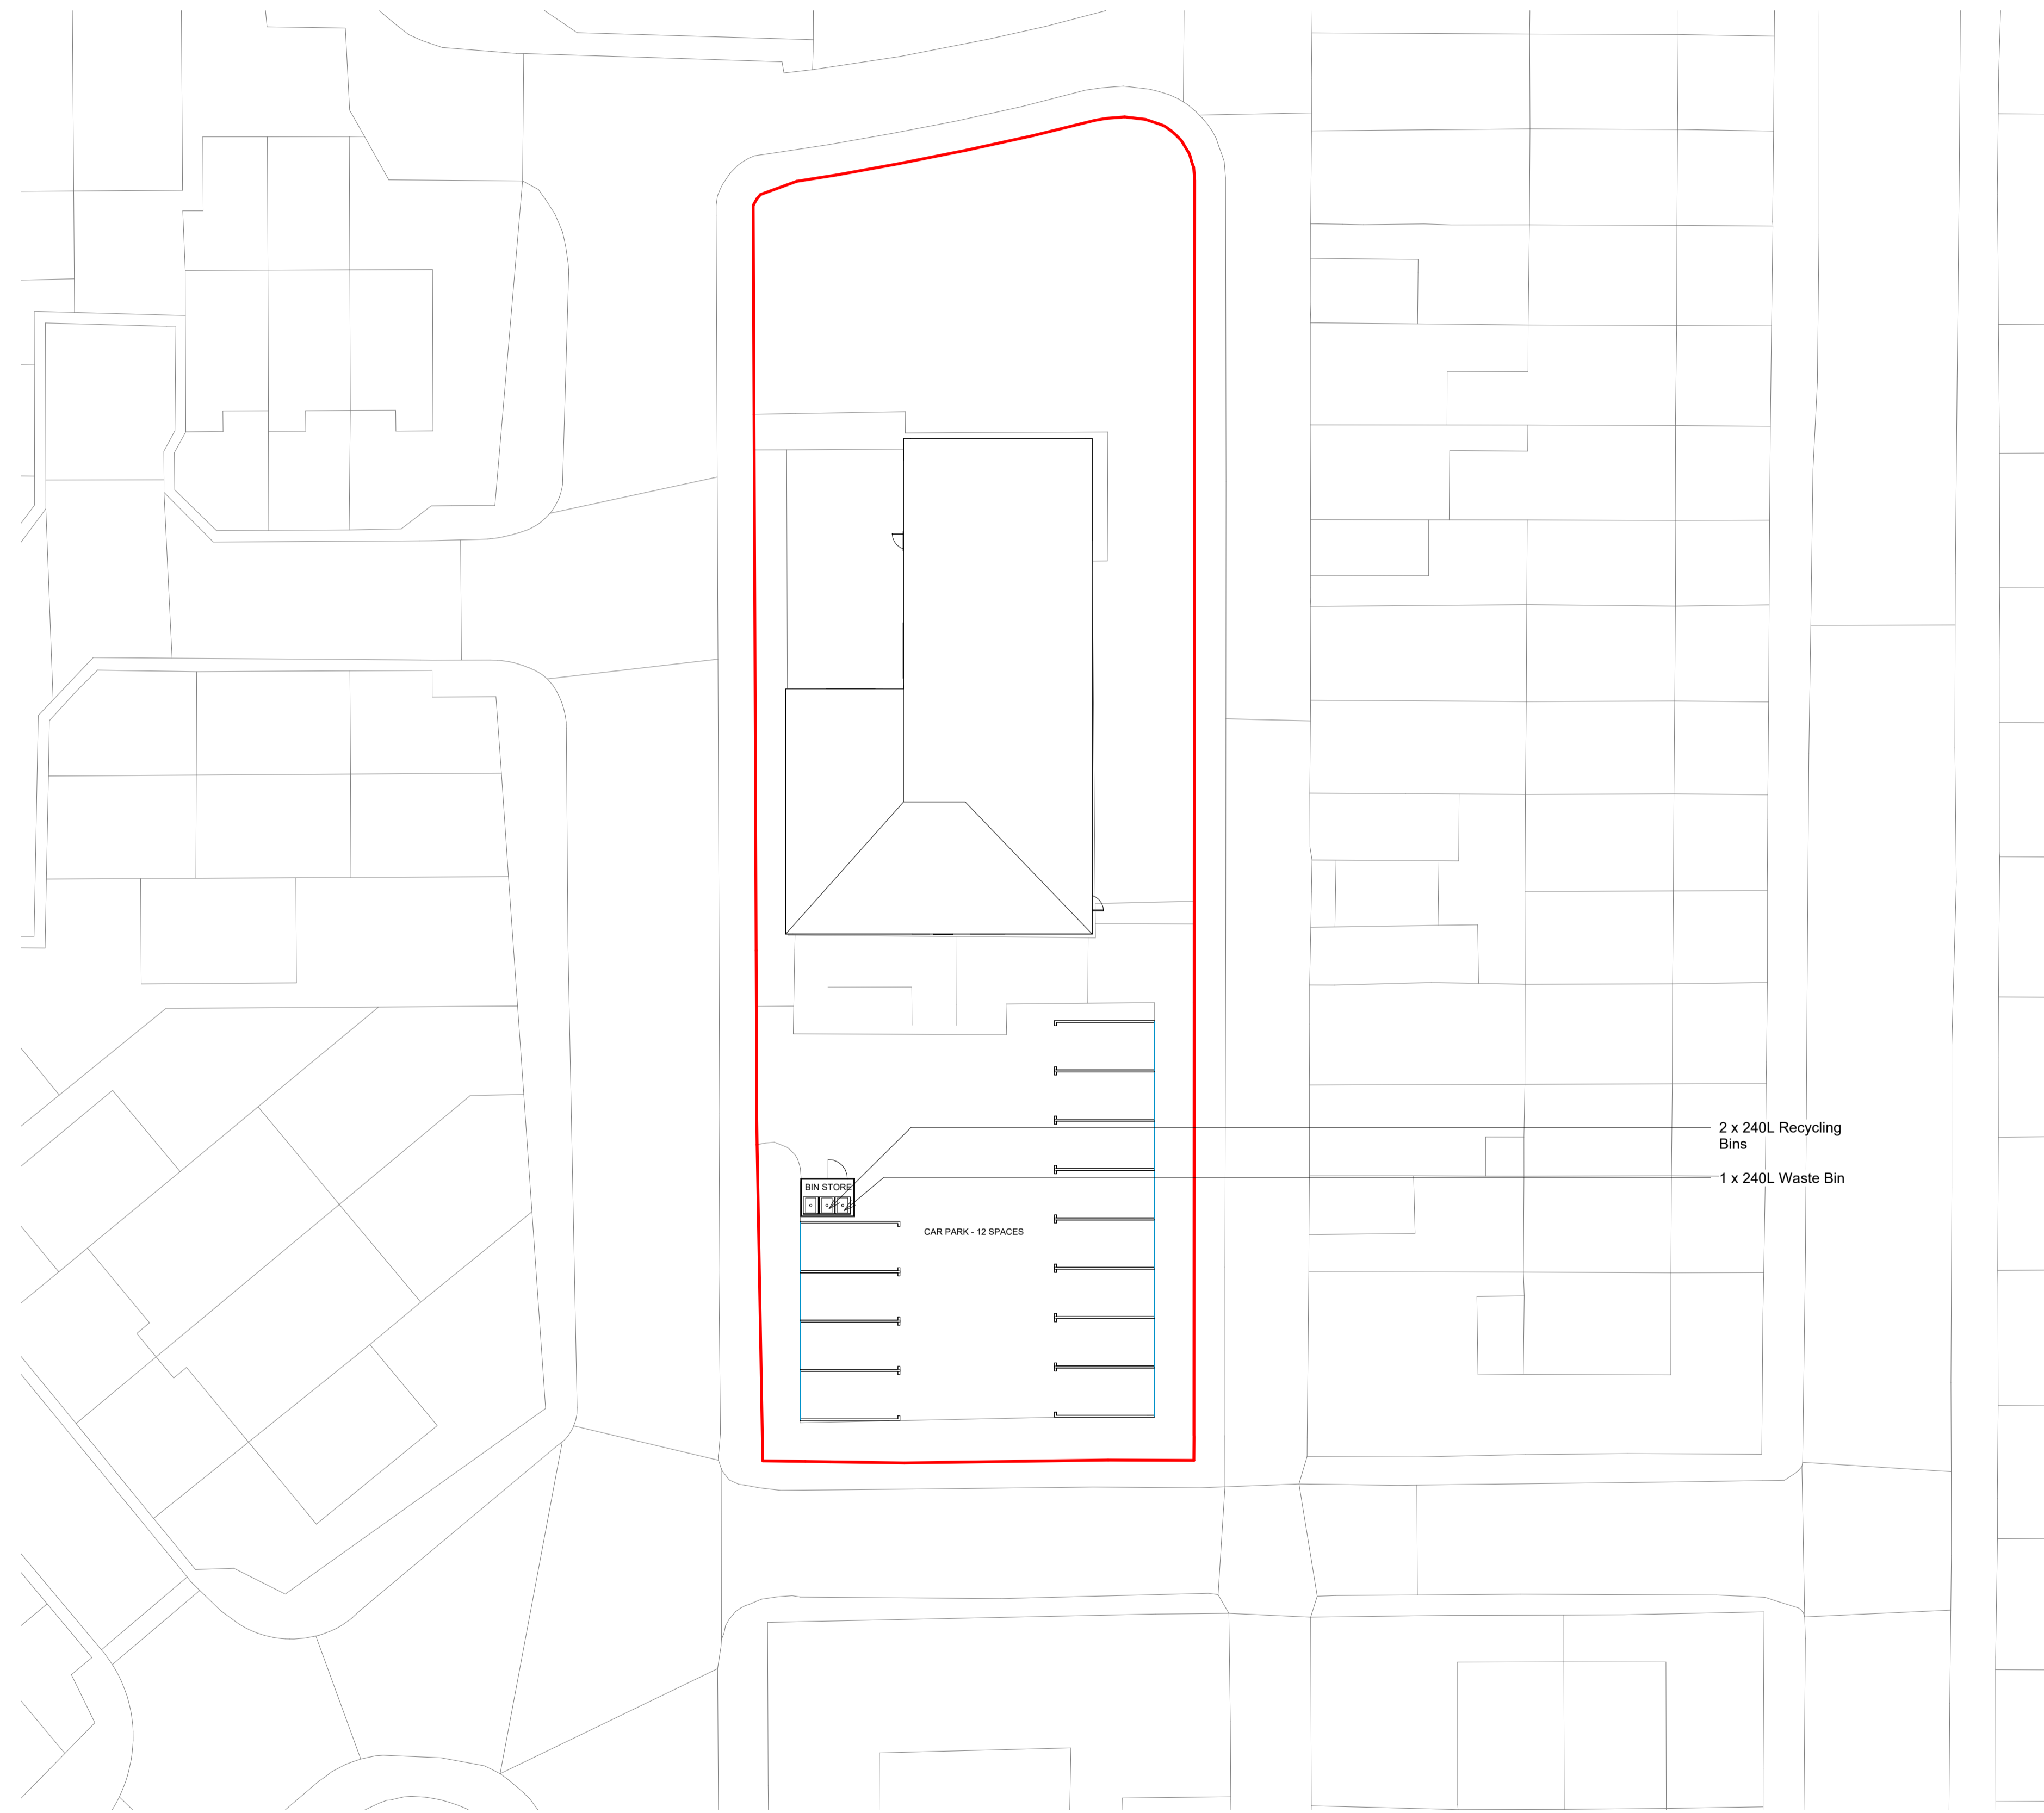 2 x 240L Recycling
Bins
1 x 240L Waste Bin
BIN STORE
CAR PARK - 12 SPACES